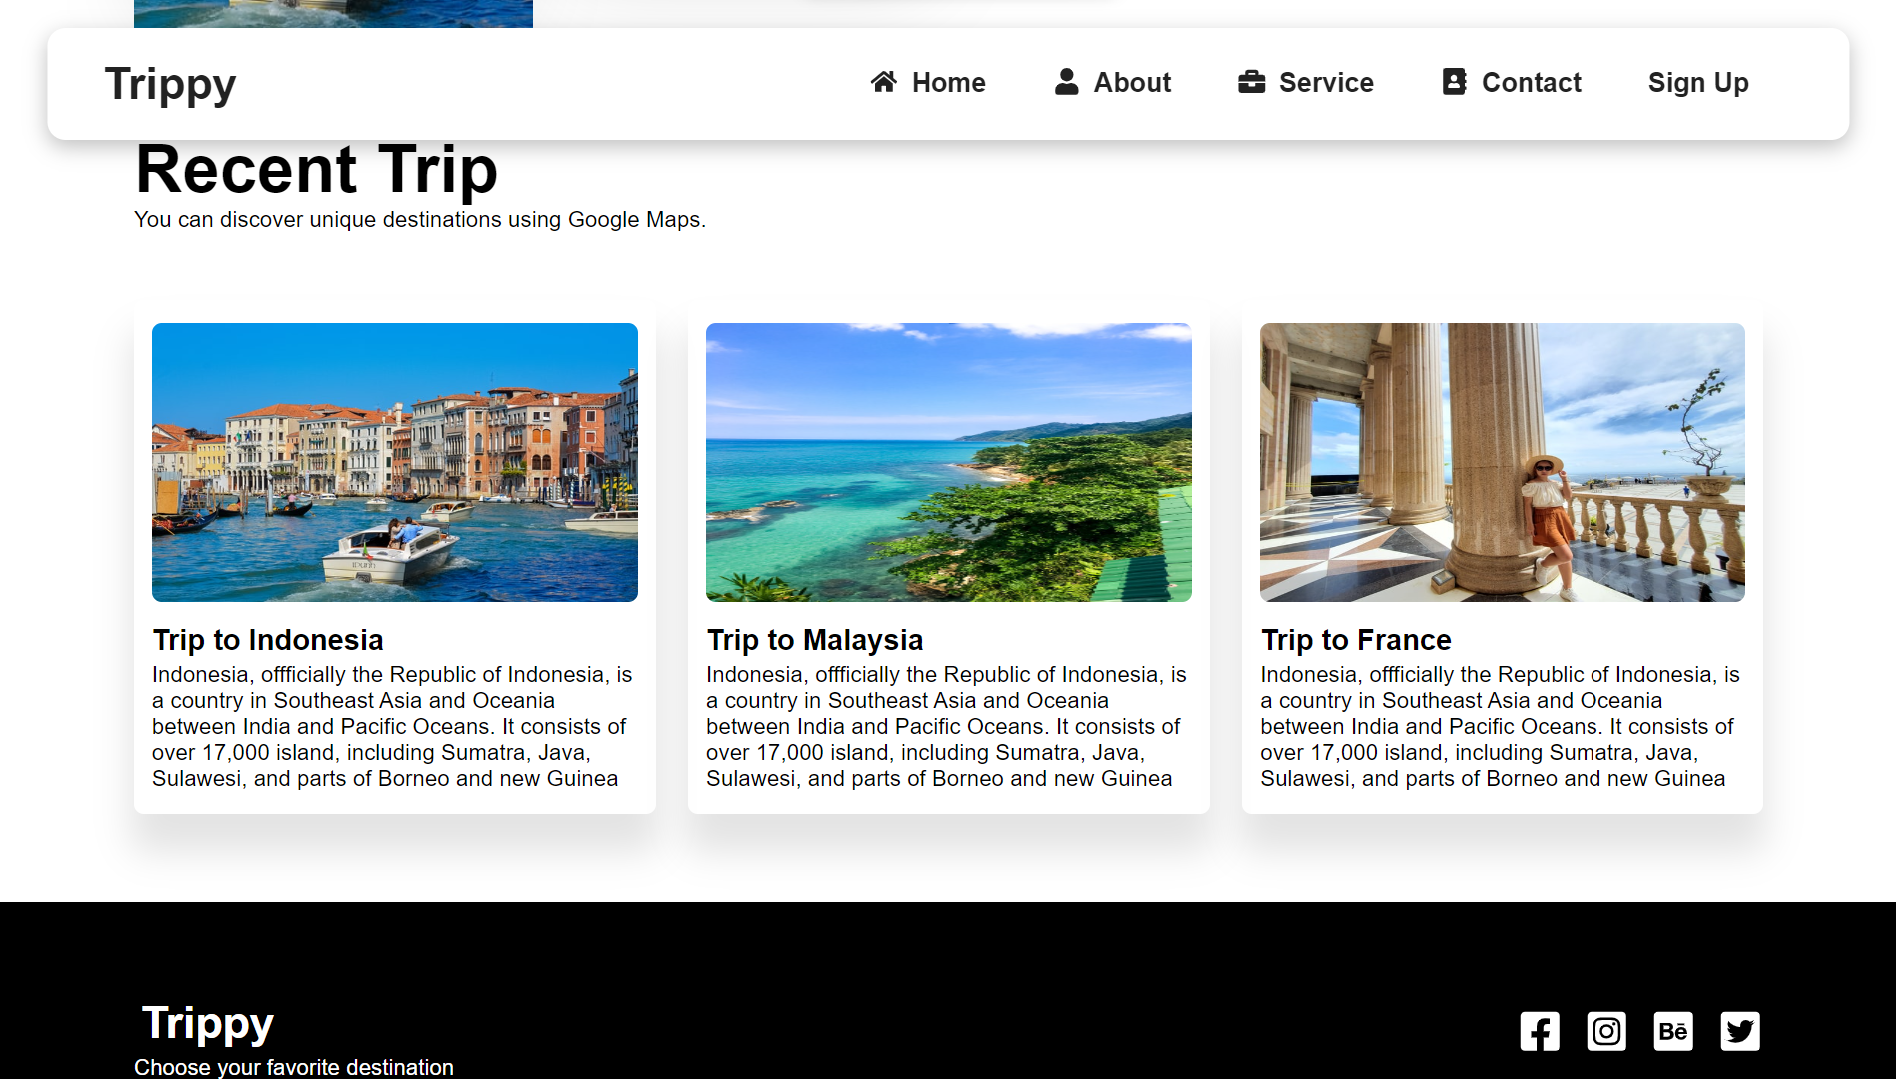 Trippy
Home
About
Service
Contact
Sign Up
Recent Trip
You can discover unique destinations using Google Maps.
Trip to Indonesia
Indonesia, offficially the Republic of Indonesia, is
a country in Southeast Asia and Oceania
between India and Pacific Oceans. It consists of
over 17,000 island, including Sumatra, Java,
Sulawesi, and parts of Borneo and new Guinea
Trip to Malaysia
Indonesia, offficially the Republic of Indonesia, is
a country in Southeast Asia and Oceania
between India and Pacific Oceans. It consists of
over 17,000 island, including Sumatra, Java,
Sulawesi, and parts of Borneo and new Guinea
Trip to France
Indonesia, offficially the Republic of Indonesia, is
a country in Southeast Asia and Oceania
between India and Pacific Oceans. It consists of
over 17,000 island, including Sumatra, Java,
Sulawesi, and parts of Borneo and new Guinea
Trippy
Choose your favorite destination
Bē